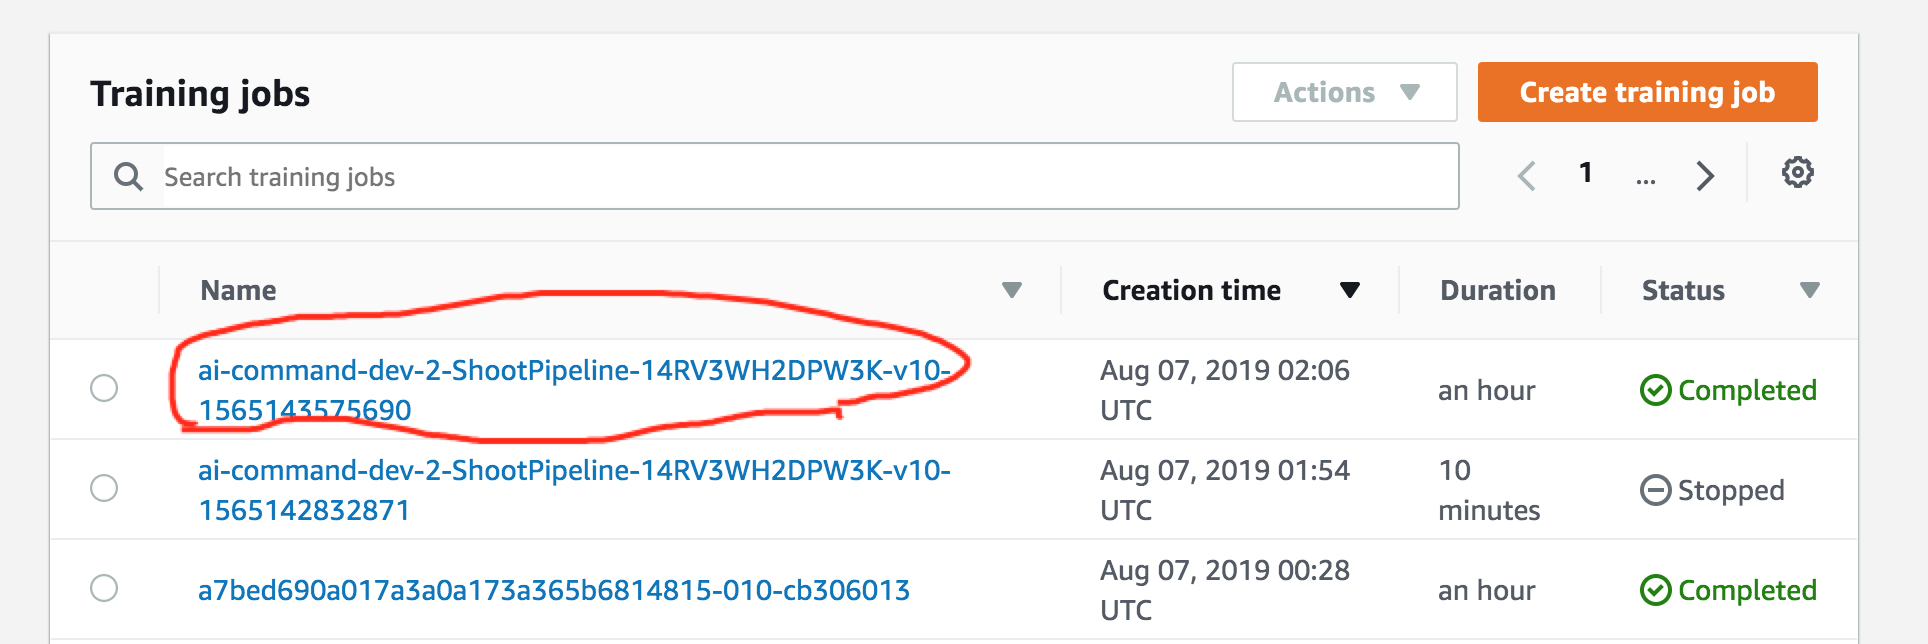 Training jobs
Actions
Create training job
Search training jobs
1 ...
Name
Creation time
Duration
Status
ai-command-dev-2-ShootPipeline-14RV3WH2DPW3K-v10-
1565143575690
Aug 07, 2019 02:06
UTC
an hour
Completed
ai-command-dev-2-ShootPipeline-14RV3WH2DPW3K-v10-
1565142832871
Aug 07, 2019 01:54
UTC
10
minutes
Stopped
a7bed690a017a3a0a173a365b6814815-010-cb306013
Aug 07, 2019 00:28
UTC
an hour
Completed